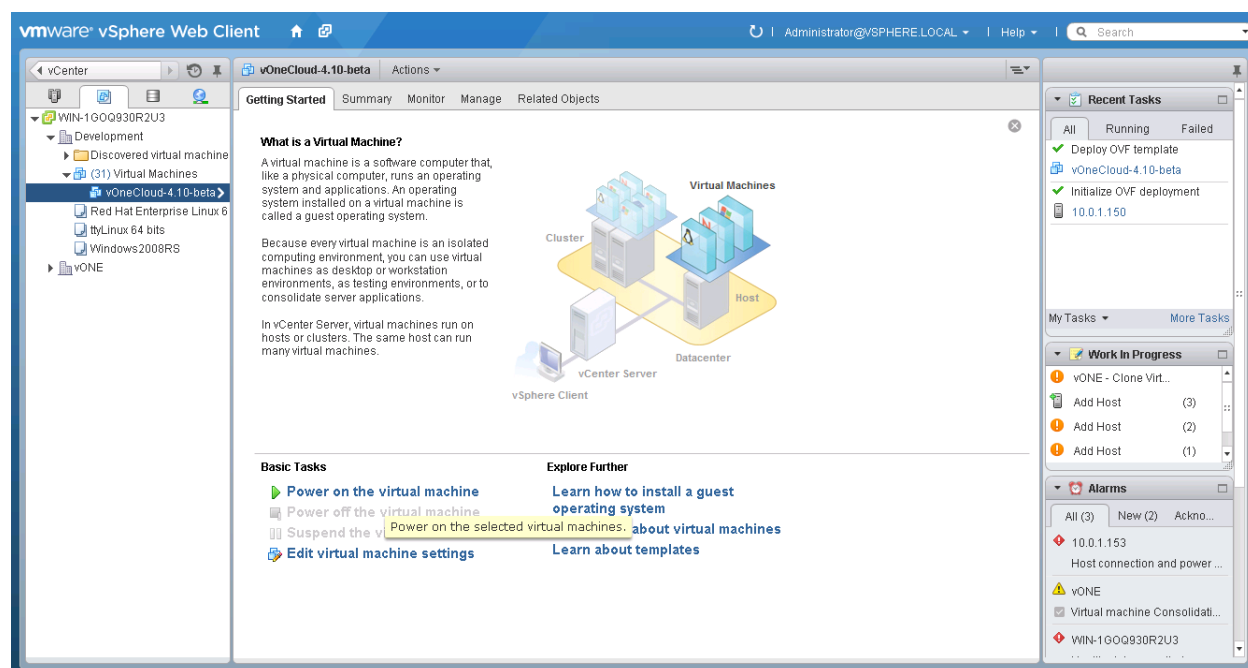 vmware® vSphere Web Client
Administrator@VSPHERE.LOCAL
Help
Search
vCenter
vOneCloud-4.10-beta
Actions
Getting Started
Summary
Monitor
Manage
Related Objects
WIN-1GOQ930R2U3
Development
Discovered virtual machine
(31) Virtual Machines
vOneCloud-4.10-beta
Red Hat Enterprise Linux 6
ttyLinux 64 bits
Windows2008RS
vONE
What is a Virtual Machine?
A virtual machine is a software computer that,
like a physical computer, runs an operating
system and applications. An operating
system installed on a virtual machine is
called a guest operating system.
Because every virtual machine is an isolated
computing environment, you can use virtual
machines as desktop or workstation
environments, as testing environments, or to
consolidate server applications.
In vCenter Server, virtual machines run on
hosts or clusters. The same host can run
many virtual machines.
Virtual Machines
Cluster
Host
Datacenter
vCenter Server
vSphere Client
Basic Tasks
Power on the virtual machine
Power off the virtual machine
Suspend the v
Edit virtual machine settings
Power on the selected virtual machines.
Explore Further
Learn how to install a guest
operating system
about virtual machines
Learn about templates
Recent Tasks
All
Running
Failed
Deploy OVF template
vOneCloud-4.10-beta
Initialize OVF deployment
10.0.1.150
My Tasks
More Tasks
Work In Progress
vONE - Clone Virt...
Add Host (3)
Add Host (2)
Add Host (1)
Alarms
All (3)
New (2)
Ackno...
10.0.1.153
Host connection and power ...
vONE
Virtual machine Consolidati...
WIN-1GOQ930R2U3